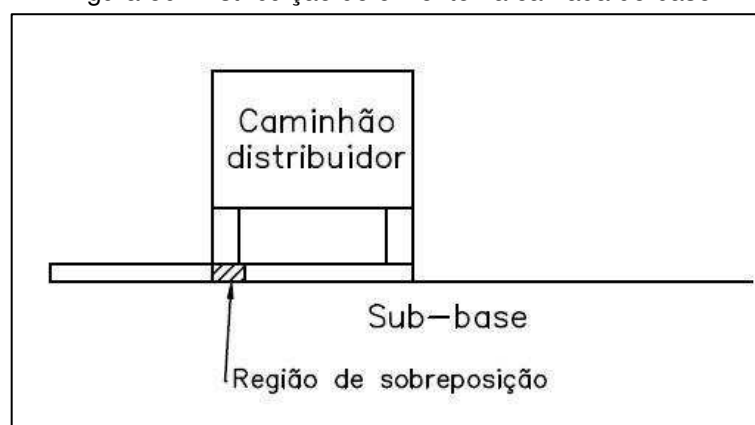 Caminhão
distribuidor
Sub-base
Região de sobreposição